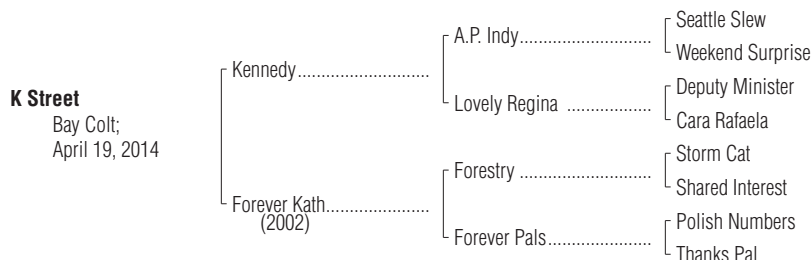 K Street
Bay Colt;
April 19, 2014
Kennedy
Forever Kath
(2002)
A.P. Indy
Lovely Regina
Forestry
Forever Pals
Seattle Slew
Weekend Surprise
Deputy Minister
Cara Rafaela
Storm Cat
Shared Interest
Polish Numbers
Thanks Pal